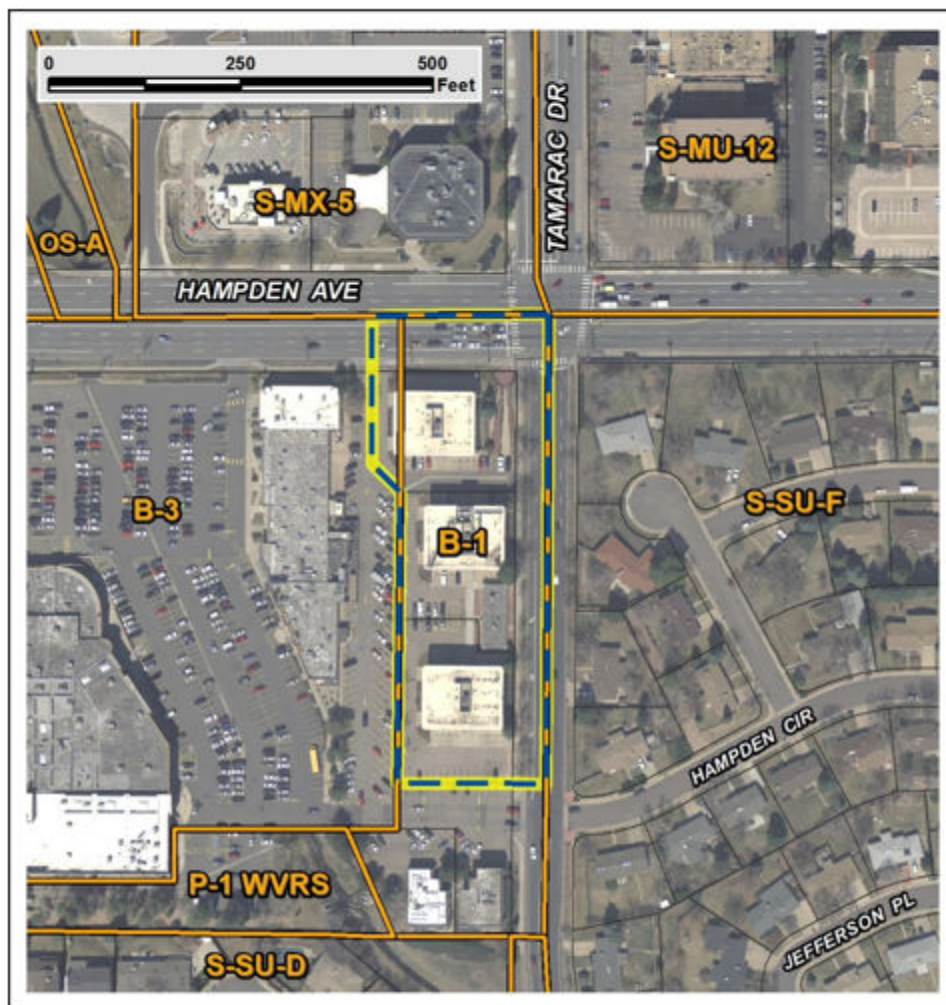 0 250 500
Feet
TAMARAC DR
S-MU-12
S-MX-5
OS-A
HAMPDEN AVE
B-3
B-1
S-SU-F
HAMPDEN CIR
P-1 WVRS
JEFFERSON PL
S-SU-D